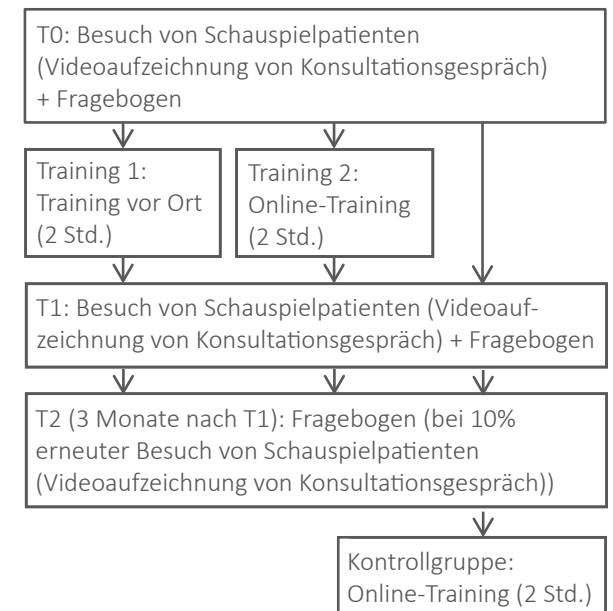 T0: Besuch von Schauspielpatienten
(Videoaufzeichnung von Konsultationsgespräch)
+ Fragebogen
Training 1:
Training vor Ort
(2 Std.)
Training 2:
Online-Training
(2 Std.)
T1: Besuch von Schauspielpatienten (Videoauf-
zeichnung von Konsultationsgespräch) + Fragebogen
T2 (3 Monate nach T1): Fragebogen (bei 10%
erneuter Besuch von Schauspielpatienten
(Videoaufzeichnung von Konsultationsgespräch))
Kontrollgruppe:
Online-Training (2 Std.)